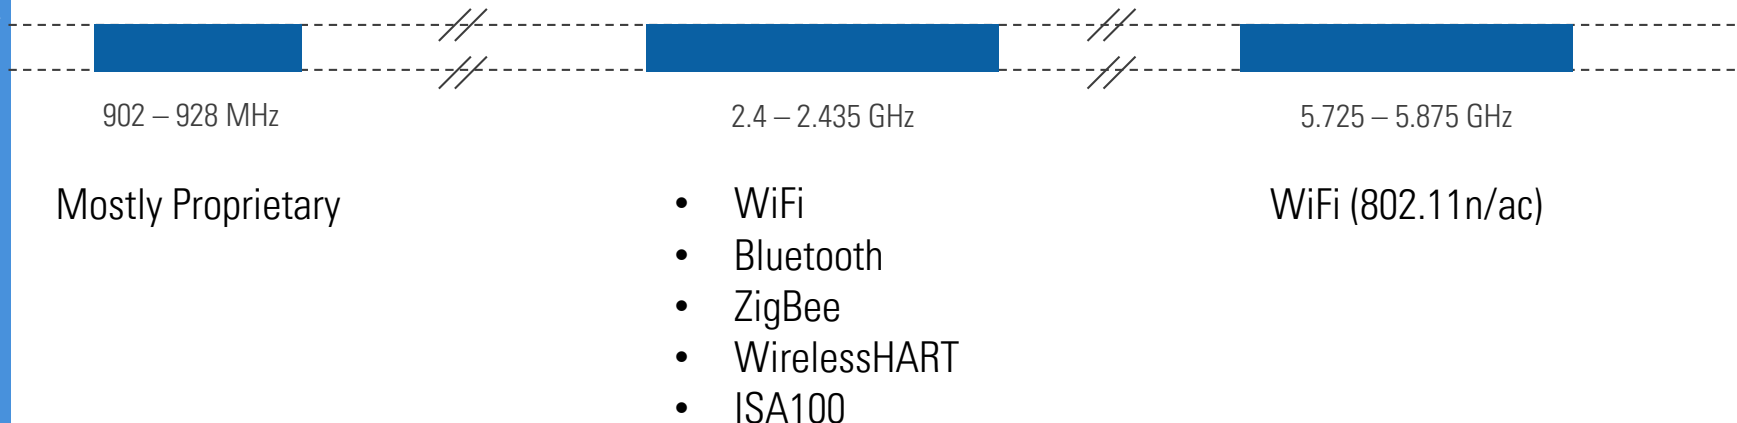 902 – 928 MHz
2.4 – 2.435 GHz
5.725 – 5.875 GHz
Mostly Proprietary
• WiFi
• Bluetooth
• ZigBee
• WirelessHART
• ISA100
WiFi (802.11n/ac)